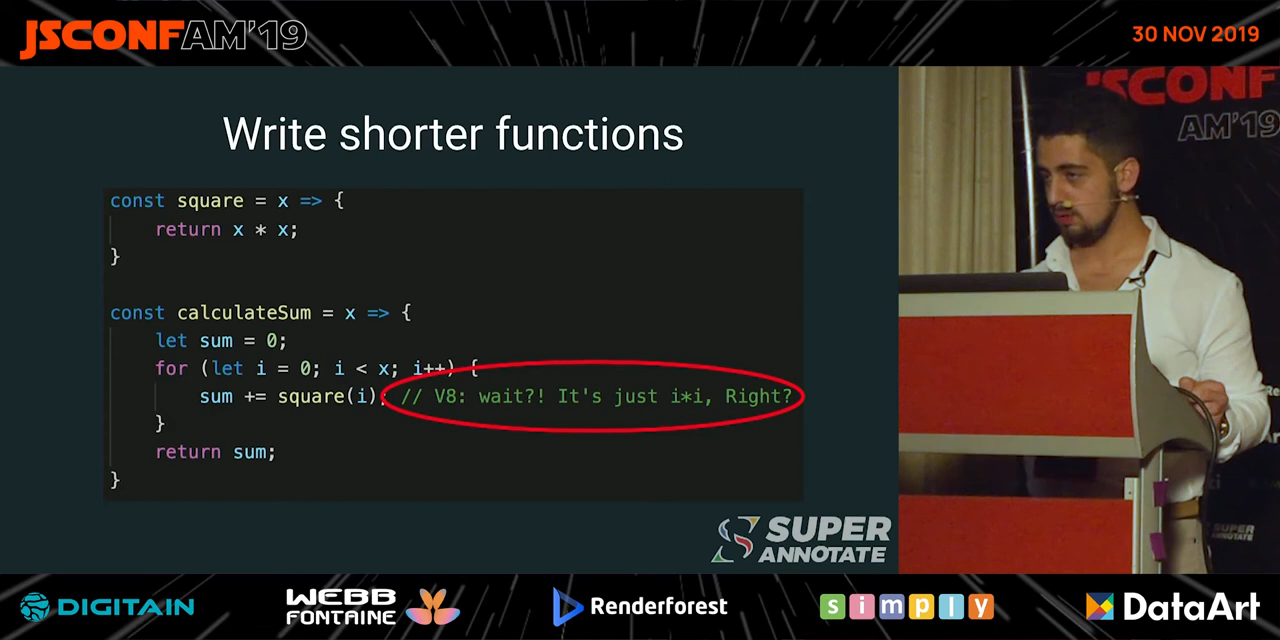 JSCONFAM'19
30 NOV 2019
Write shorter functions
const square = x => {
return x * x;
}
const calculateSum = x => {
let sum = 0;
for (let i = 0; i < x; i++) {
sum += square(i); // V8: wait?! It's just i*i, Right?
}
return sum;
}
SUPER
ANNOTATE
JSCONF
AM'19
SUPER
ANNOTATE
DIGITAIN
WEBB
FONTAINE
Renderforest
simply
DataArt